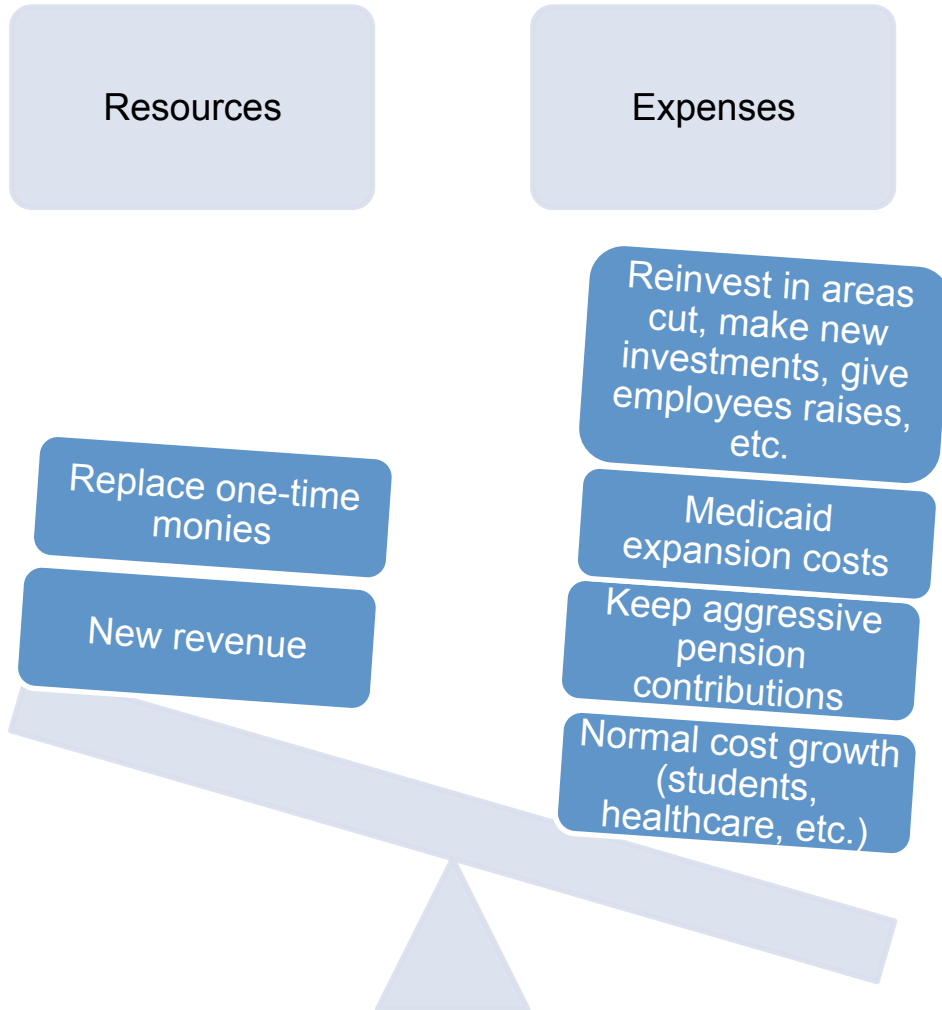 Resources
Expenses
Replace one-time
monies
New revenue
Reinvest in areas
cut, make new
investments, give
employees raises,
etc.
Medicaid
expansion costs
Keep aggressive
pension
contributions
Normal cost growth
(students,
healthcare, etc.)